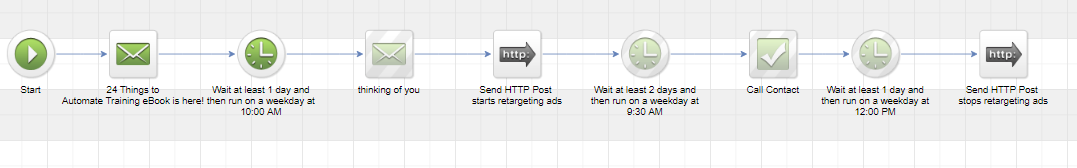 http:
http:
Start
24 Things to
Automate Training eBook is here!
Wait at least 1 day and
then run on a weekday at
10:00 AM
thinking of you
Send HTTP Post
starts retargeting ads
Wait at least 2 days and
then run on a weekday at
9:30 AM
Call Contact
Wait at least 1 day and
then run on a weekday at
12:00 PM
Send HTTP Post
stops retargeting ads